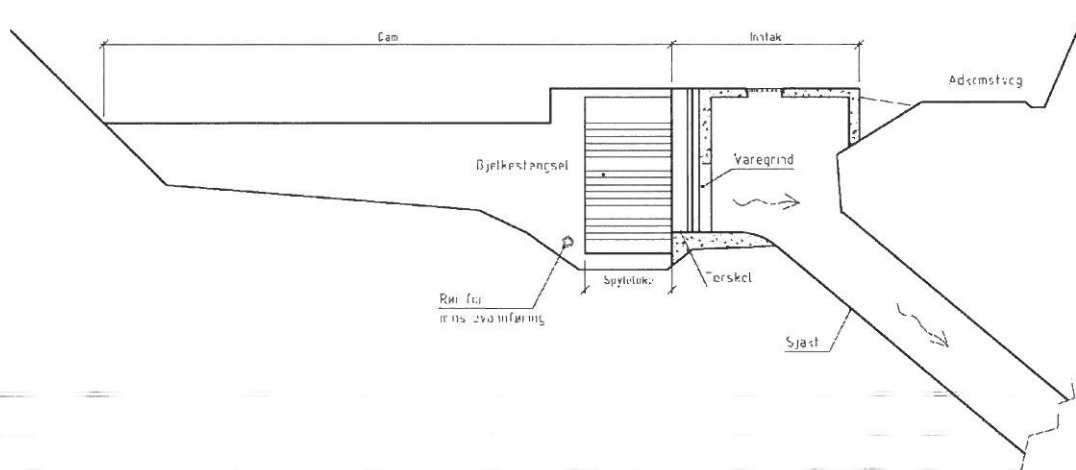 Dam
Inntak
Adkomstveg
Bjelkestengsel
Varegrind
Spyleluke
Terskel
Rør for
minstevannføring
Sjakt